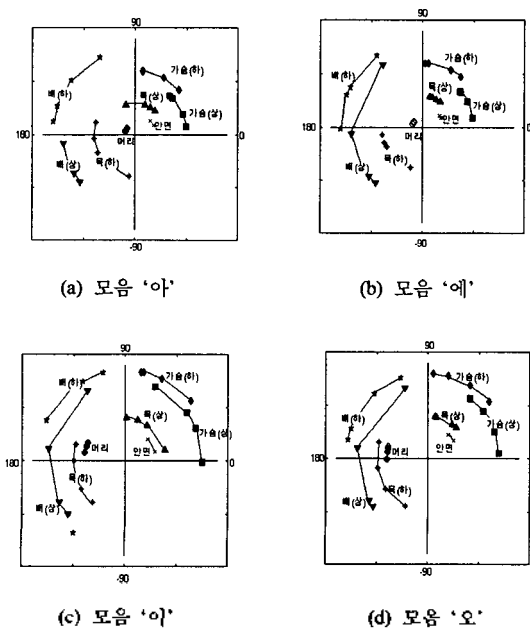 90
가슴(하)
배(하)
목(상)
가슴(상)
안면
머리
180
0
목(하)
배(상)
-90
(a) 모음 '아'
90
가슴(하)
배(하)
목(상)
가슴(상)
안면
머리
180
0
목(하)
배(상)
-90
(b) 모음 '에'
90
배(하)
가슴(하)
목(상)
가슴(상)
머리
안면
180
0
목(하)
배(상)
-90
(c) 모음 '이'
90
가슴(하)
배(하)
목(상)
가슴(상)
안면
머리
180
0
목(하)
배(상)
-90
(d) 모음 '오'